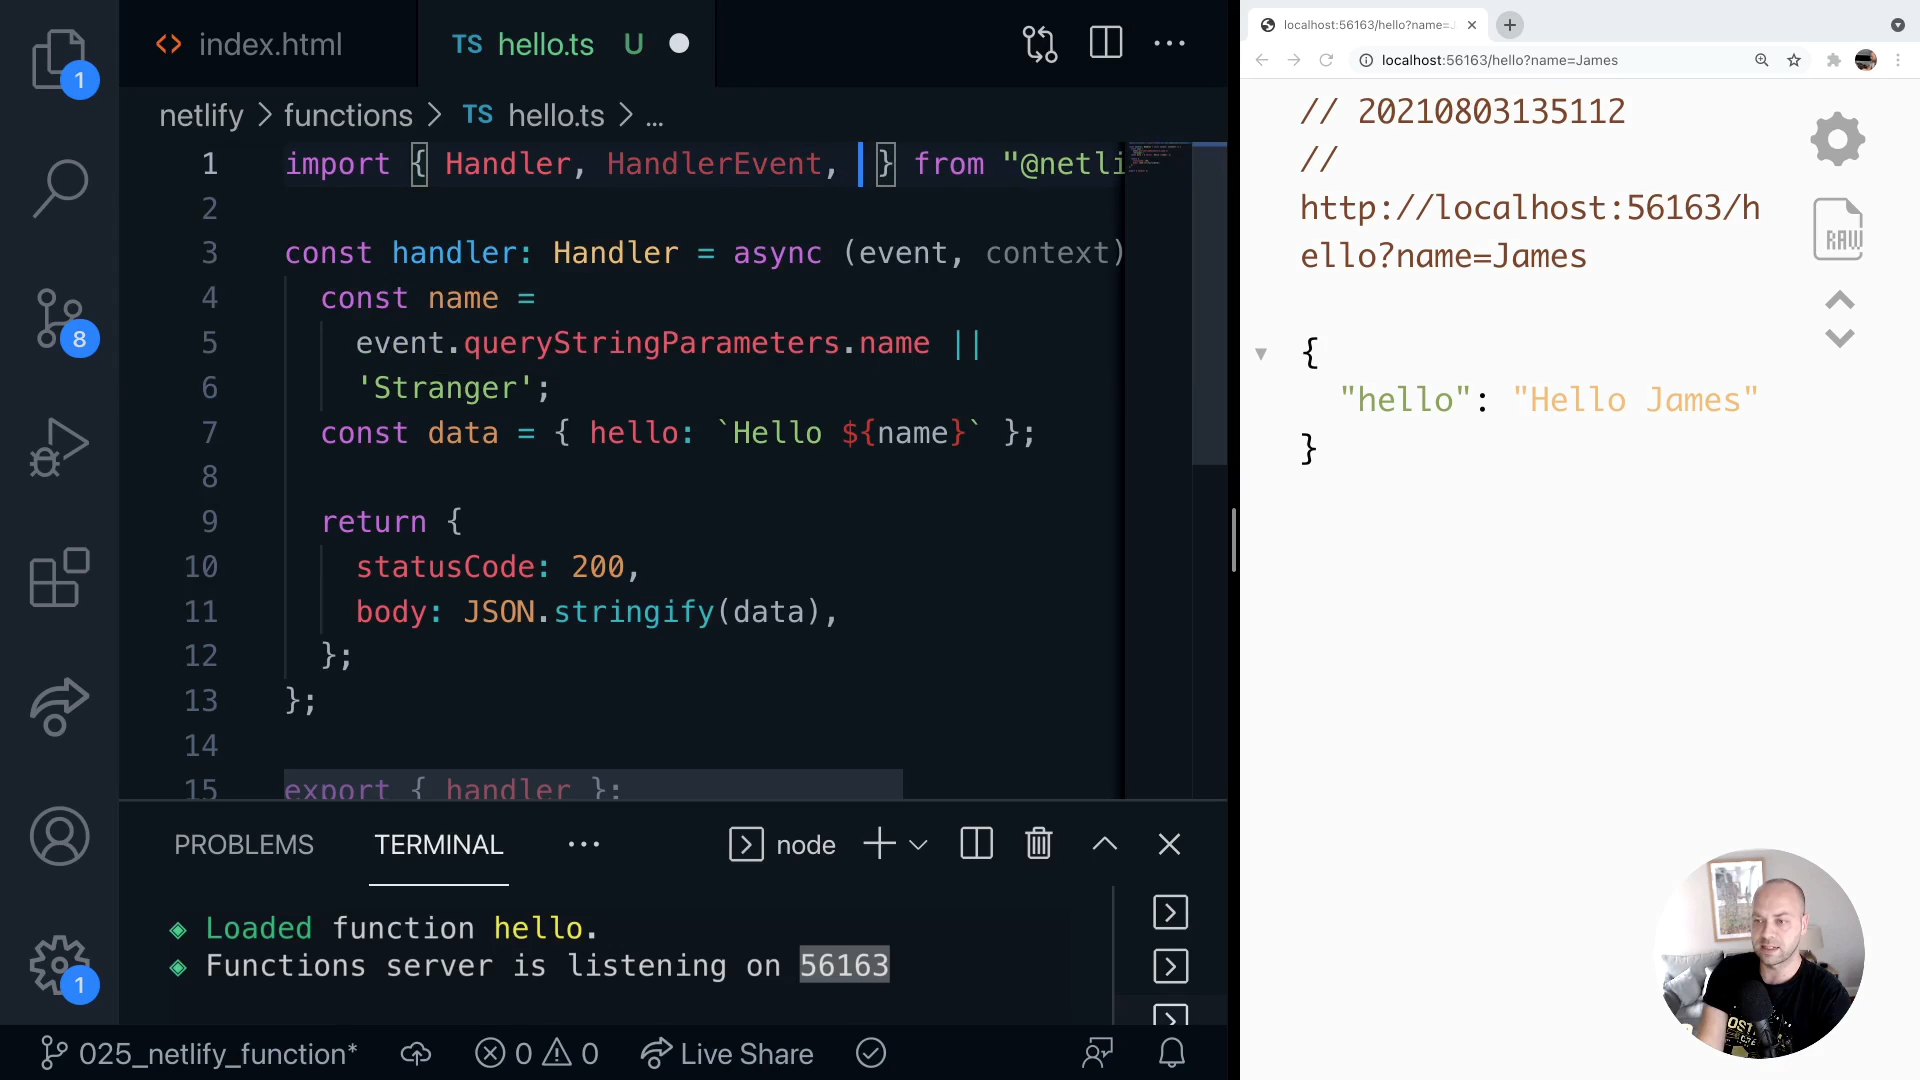 index.html
TS hello.ts U
netlify > functions > TS hello.ts > ...
1 import { Handler, HandlerEvent, } from "@netli
2
3 const handler: Handler = async (event, context)
4 const name =
5 event.queryStringParameters.name ||
6 'Stranger';
7 const data = { hello: `Hello ${name}` };
8
9 return {
10 statusCode: 200,
11 body: JSON.stringify(data),
12 };
13 };
14
15 export { handler };
PROBLEMS TERMINAL ... node
Loaded function hello.
Functions server is listening on 56163
025_netlify_function* 0 0 Live Share
1
8
1
localhost:56163/hello?name=J
localhost:56163/hello?name=James
// 20210803135112
//
http://localhost:56163/h
ello?name=James
{
"hello": "Hello James"
}
RAW